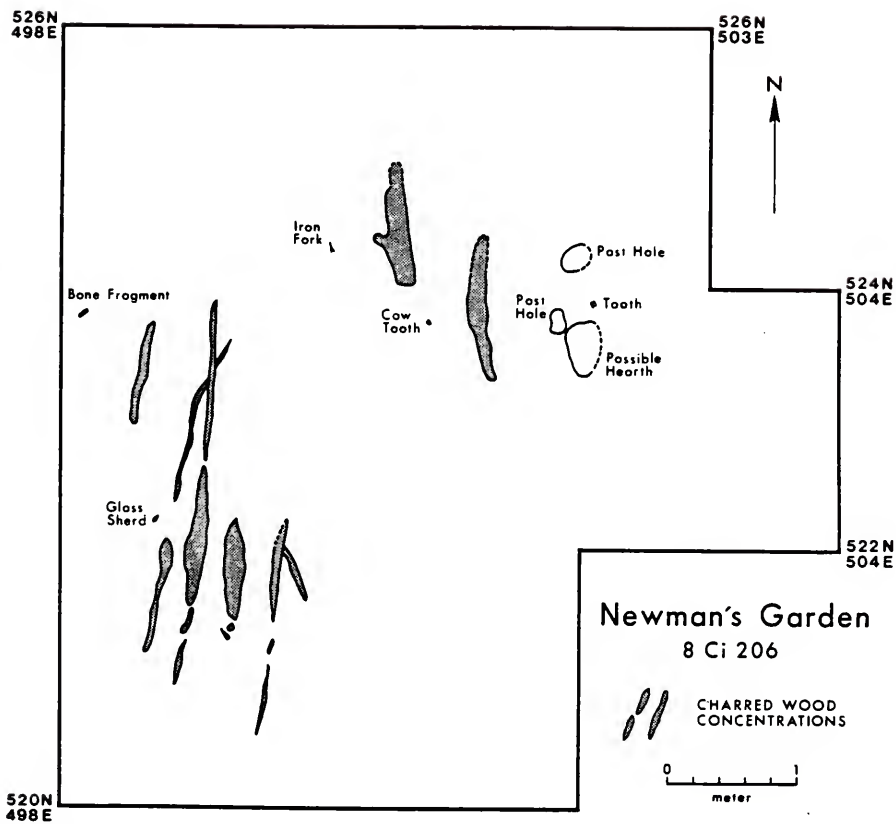 526N
498E
526N
503E
N
Iron
Fork
Post Hole
Bone Fragment
524N
504E
Cow
Tooth
Post
Hole
Tooth
Possible
Hearth
Glass
Sherd
522N
504E
Newman's Garden
8 Ci 206
CHARRED WOOD
CONCENTRATIONS
0 1
meter
520N
498E